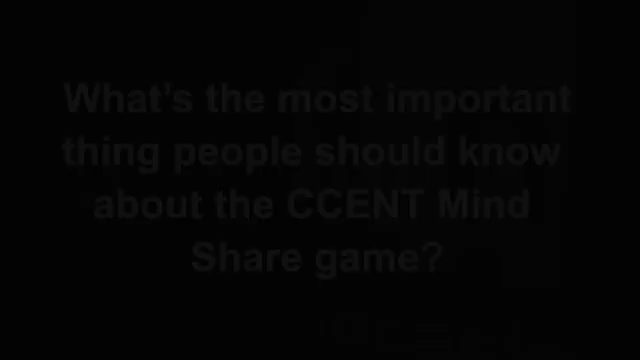 What's the most important
thing people should know
about the CCENT Mind
Share game?